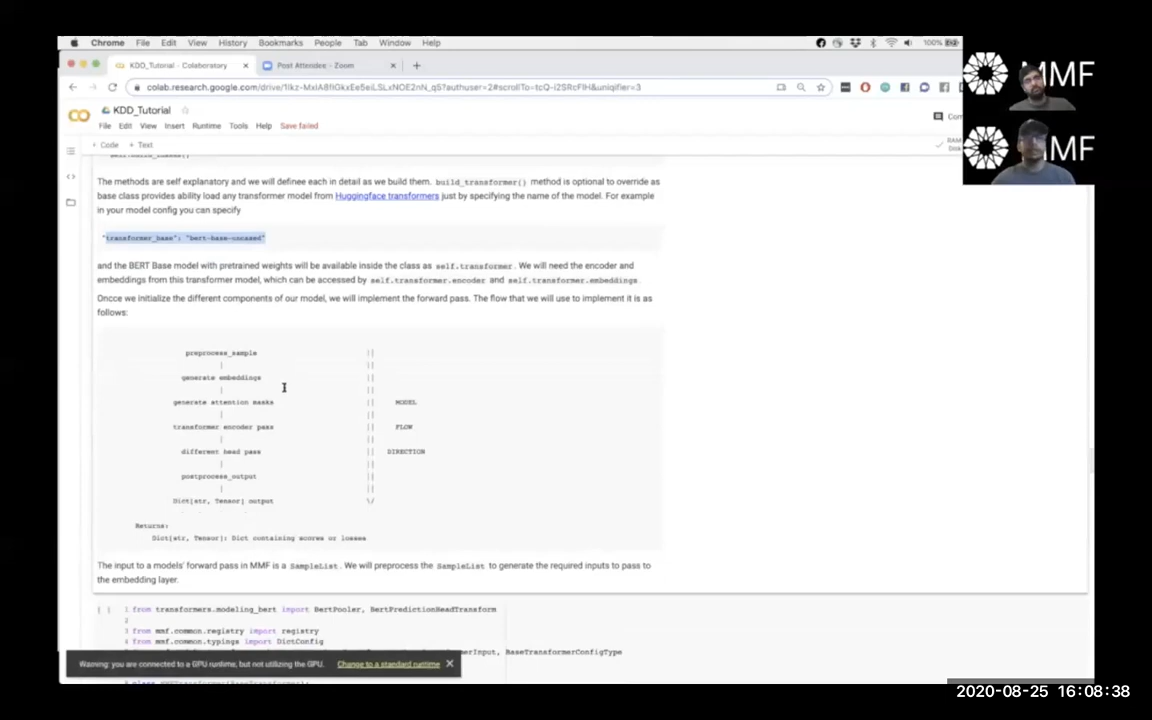 Chrome File Edit View History Bookmarks People Tab Window Help 100%
KDD_Tutorial - Colaboratory × Post Attendee - Zoom × +
KDD_Tutorial
File Edit View Insert Runtime Tools Help Save failed
+ Code + Text
The methods are self explanatory and we will definee each in detail as we build them. build_transformer() method is optional to override as
base class provides ability load any transformer model from Huggingface transformers just by specifying the name of the model. For example
in your model config you can specify
"transformer_base": "bert-base-uncased"
and the BERT Base model with pretrained weights will be available inside the class as self.transformer. We will need the encoder and
embeddings from this transformer model, which can be accessed by self.transformer.encoder and self.transformer.embeddings.
Oncce we initialize the different components of our model, we will implement the forward pass. The flow that we will use to implement it is as
follows:
preprocess_sample ||
| ||
generate embeddings ||
| ||
generate attention masks || MODEL
| ||
transformer encoder pass || FLOW
| ||
different head pass || DIRECTION
| ||
postprocess_output ||
| ||
Dict[str, Tensor] output \/
Returns:
Dict[str, Tensor]: Dict containing scores or losses
The input to a models' forward pass in MMF is a SampleList. We will preprocess the SampleList to generate the required inputs to pass to
the embedding layer.
[ ] 1 from transformers.modeling_bert import BertPooler, BertPredictionHeadTransform
2
3 from mmf.common.registry import registry
4 from mmf.common.typings import DictConfig
BaseTransformerConfigType
Warning: you are connected to a GPU runtime, but not utilizing the GPU. Change to a standard runtime ×
MMF
MMF
2020-08-25 16:08:38